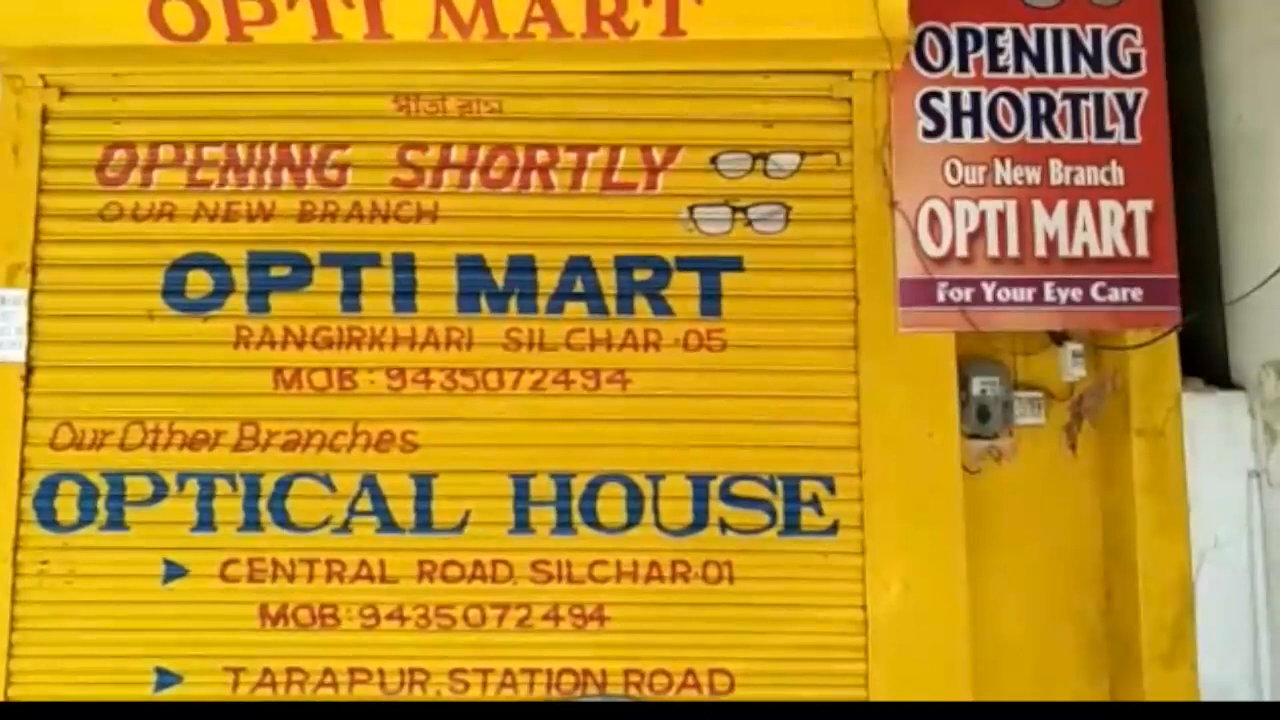 OPTI MART
OPENING SHORTLY
OUR NEW BRANCH
OPTI MART
RANGIRKHARI SILCHAR-05
MOB: 9435072494
Our Other Branches
OPTICAL HOUSE
CENTRAL ROAD, SILCHAR-01
MOB: 9435072494
TARAPUR, STATION ROAD
OPENING
SHORTLY
Our New Branch
OPTI MART
For Your Eye Care